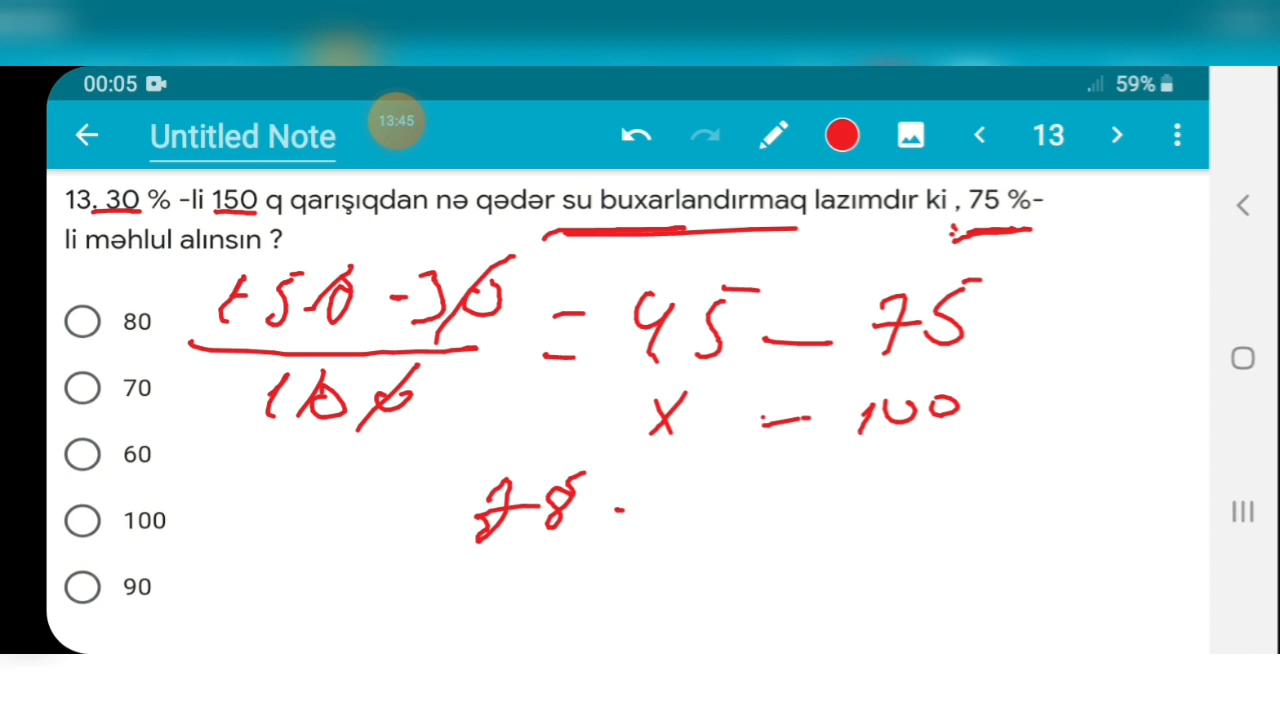 00:05 59%
Untitled Note 13:45 13
13. 30 % -li 150 q qarışıqdan nə qədər su buxarlandırmaq lazımdır ki , 75 %-
li məhlul alınsın ?
150 - 30 = 45 — 75
100 x — 100
80
70
60
100
90